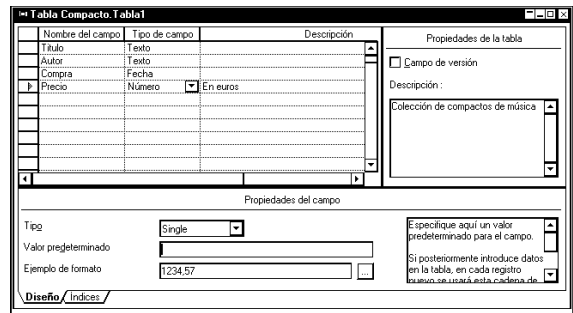 Tabla Compacto.Tabla1
Nombre del campo Tipo de campo Descripción
Título Texto
Autor Texto
Compra Fecha
Precio Número En euros
Propiedades de la tabla
Campo de versión
Descripción :
Colección de compactos de música
Propiedades del campo
Tipo Single
Valor predeterminado
Ejemplo de formato 1234,57 ...
Especifique aquí un valor
predeterminado para el campo.
Si posteriormente introduce datos
en la tabla, en cada registro
nuevo se usará esta cadena de
Diseño Indices